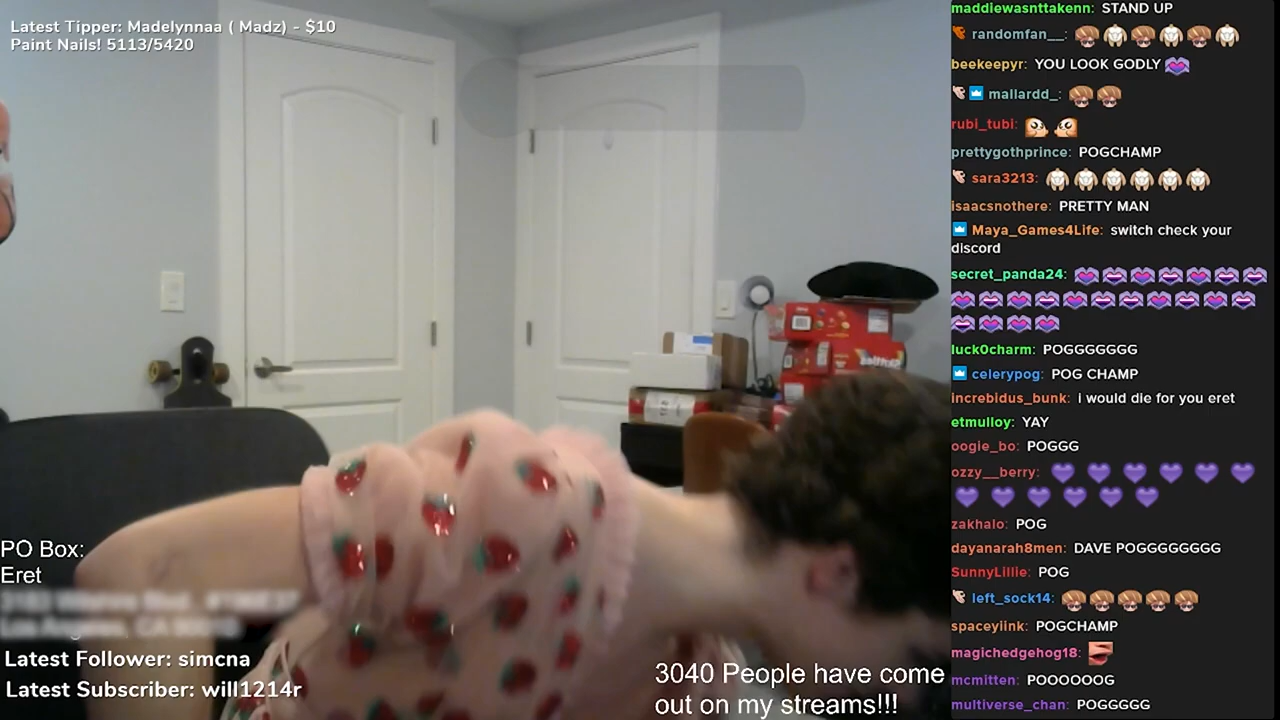 Latest Tipper: Madelynnaa ( Madz) - $10
Paint Nails! 5113/5420
PO Box:
Eret
Latest Follower: simcna
Latest Subscriber: will1214r
3040 People have come
out on my streams!!!
maddiewasnttakenn: STAND UP
randomfan__:
beekeepyr: YOU LOOK GODLY
mallardd_:
rubi_tubi:
prettygothprince: POGCHAMP
sara3213:
isaacsnothere: PRETTY MAN
Maya_Games4Life: switch check your
discord
secret_panda24:
luck0charm: POGGGGGGG
celerypog: POG CHAMP
incrediibus_bunk: i would die for you eret
etmulloy: YAY
oogie_bo: POGGG
ozzy__berry:
zakhalo: POG
dayanarah8men: DAVE POGGGGGGGG
SunnyLillie: POG
left_sock14:
spaceyiink: POGCHAMP
magichedgehog18:
mcmitten: POOOOOOG
multiverse_chan: POGGGGG